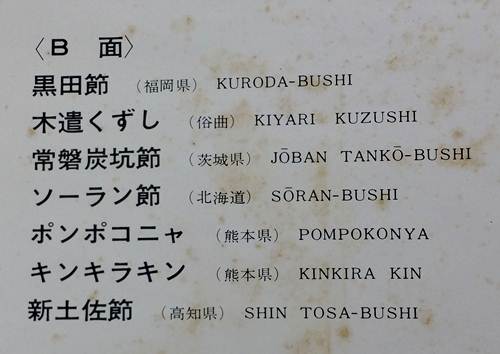 〈B 面〉
黒田節 (福岡県) KURODA-BUSHI
木遣くずし (俗曲) KIYARI KUZUSHI
常磐炭坑節 (茨城県) JŌBAN TANKŌ-BUSHI
ソーラン節 (北海道) SŌRAN-BUSHI
ポンポコニャ (熊本県) POMPOKONYA
キンキラキン (熊本県) KINKIRA KIN
新土佐節 (高知県) SHIN TOSA-BUSHI